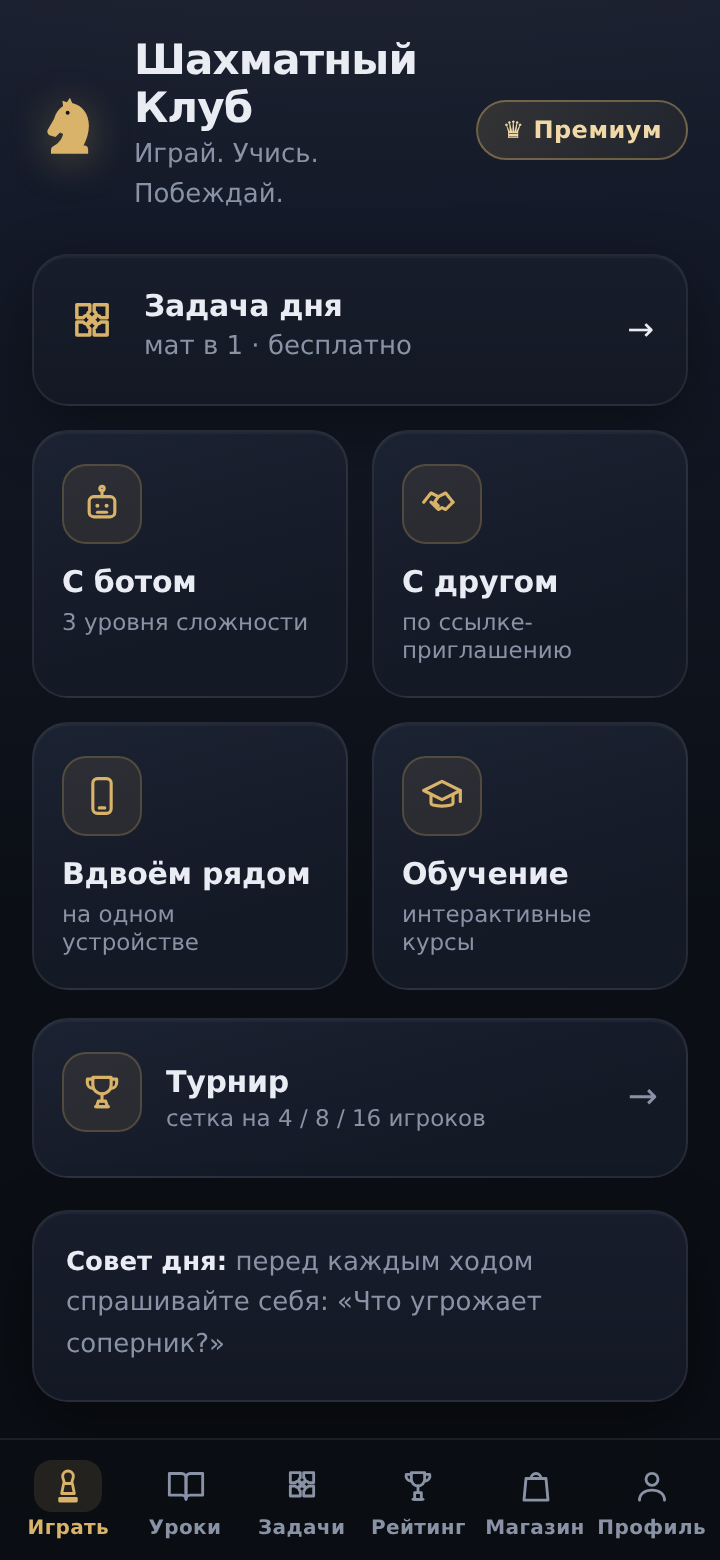 Шахматный
Клуб
Играй. Учись.
Побеждай.
♛ Премиум
Задача дня
мат в 1 · бесплатно
→
С ботом
3 уровня сложности
С другом
по ссылке-
приглашению
Вдвоём рядом
на одном
устройстве
Обучение
интерактивные
курсы
Турнир
сетка на 4 / 8 / 16 игроков
→
Совет дня: перед каждым ходом
спрашивайте себя: «Что угрожает
соперник?»
Играть
Уроки
Задачи
Рейтинг
Магазин
Профиль